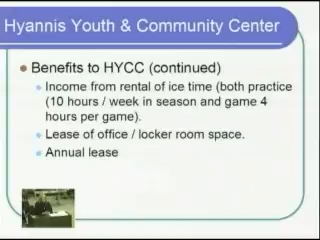 Hyannis Youth & Community Center
Benefits to HYCC (continued)
Income from rental of ice time (both practice
(10 hours / week in season and game 4
hours per game).
Lease of office / locker room space.
Annual lease